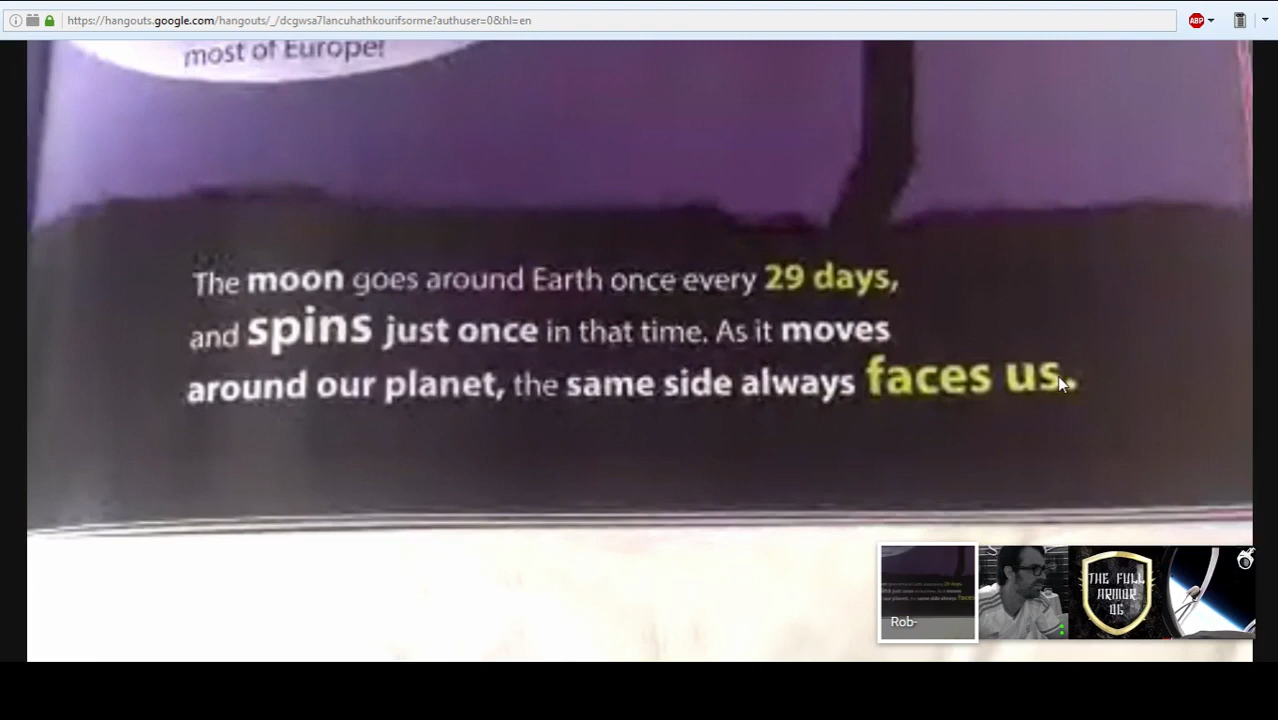 https://hangouts.google.com/hangouts/_/dcgwsa7lancuhathkourifsorme?authuser=0&hl=en
ABP
most of Europe!
The moon goes around Earth once every 29 days,
and spins just once in that time. As it moves
around our planet, the same side always faces us.
Rob-
THE FULL
ARMOR
OG